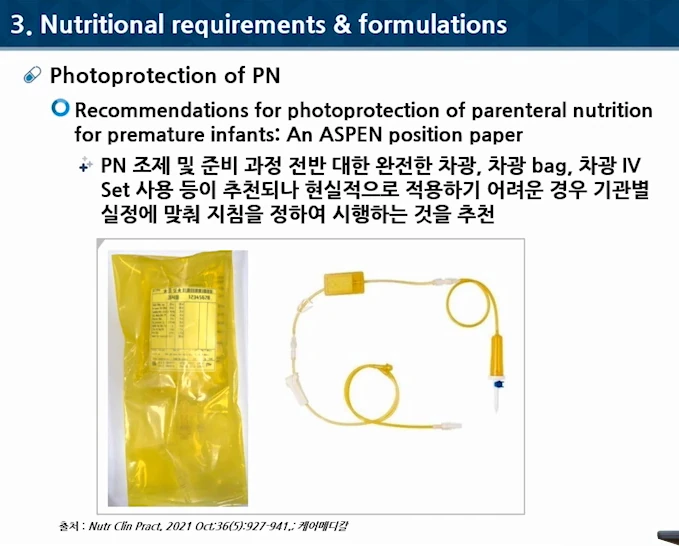 3. Nutritional requirements & formulations
Photoprotection of PN
Recommendations for photoprotection of parenteral nutrition
for premature infants: An ASPEN position paper
PN 조제 및 준비 과정 전반 대한 완전한 차광, 차광 bag, 차광 IV
Set 사용 등이 추천되나 현실적으로 적용하기 어려운 경우 기관별
실정에 맞춰 지침을 정하여 시행하는 것을 추천
12345678
출처 : Nutr Clin Pract. 2021 Oct;36(5):927-941.; 케어메디칼